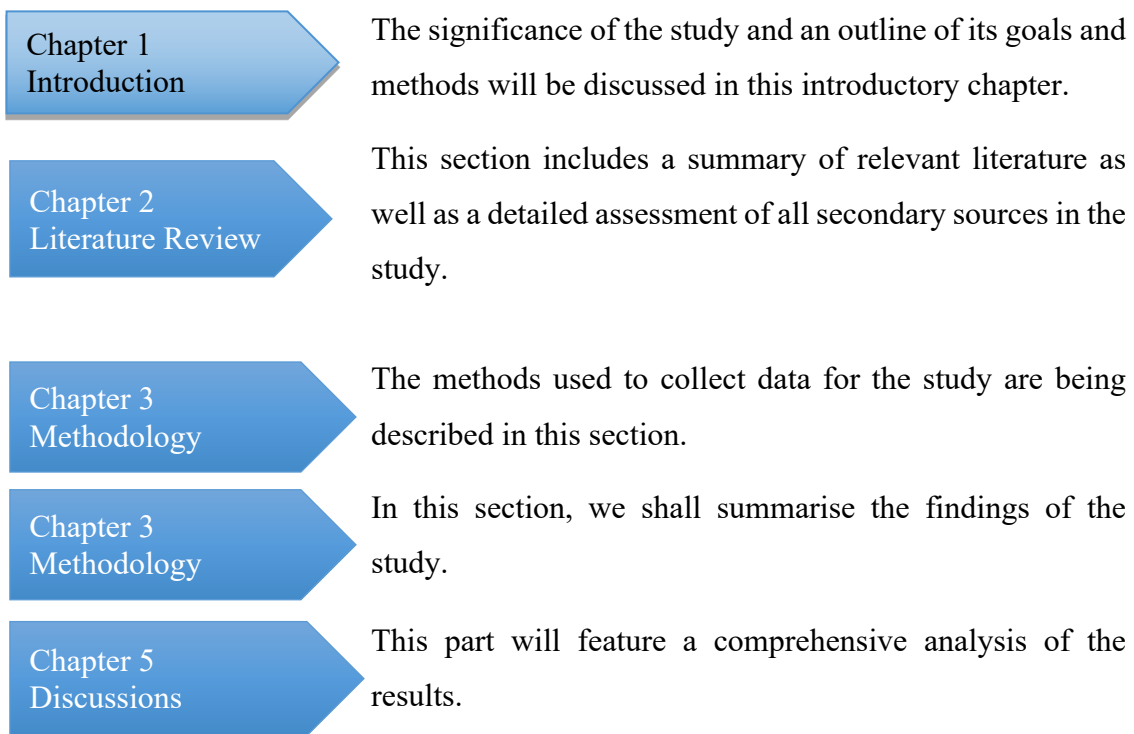 Chapter 1
Introduction
The significance of the study and an outline of its goals and
methods will be discussed in this introductory chapter.
Chapter 2
Literature Review
This section includes a summary of relevant literature as
well as a detailed assessment of all secondary sources in the
study.
Chapter 3
Methodology
The methods used to collect data for the study are being
described in this section.
Chapter 3
Methodology
In this section, we shall summarise the findings of the
study.
Chapter 5
Discussions
This part will feature a comprehensive analysis of the
results.